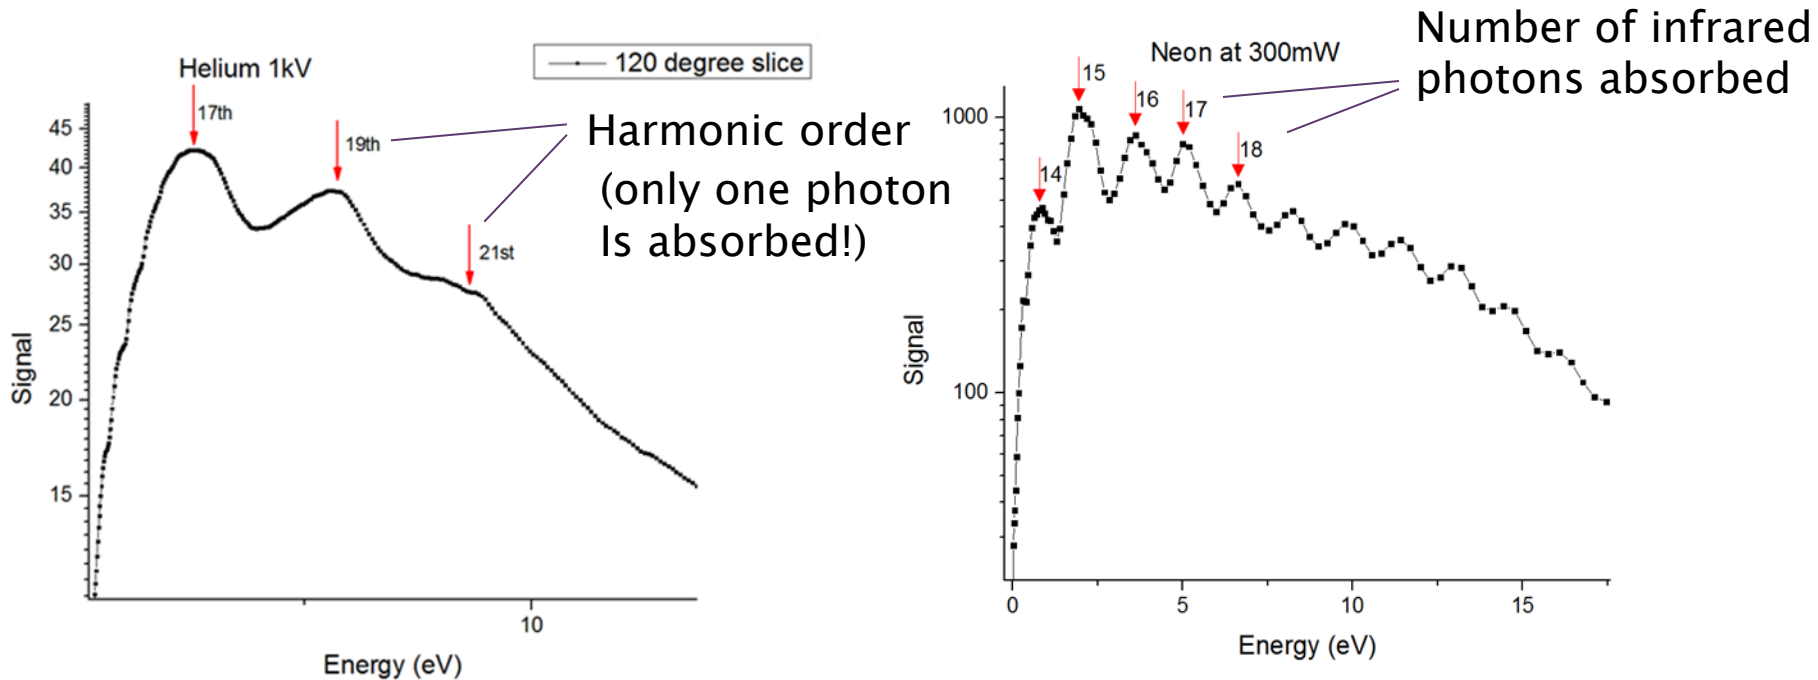 Helium 1kV
120 degree slice
17th
19th
21st
Harmonic order
(only one photon
Is absorbed!)
45
40
35
30
25
20
15
Signal
10
Energy (eV)
Number of infrared
photons absorbed
Neon at 300mW
14
15
16
17
18
1000
100
Signal
0
5
10
15
Energy (eV)